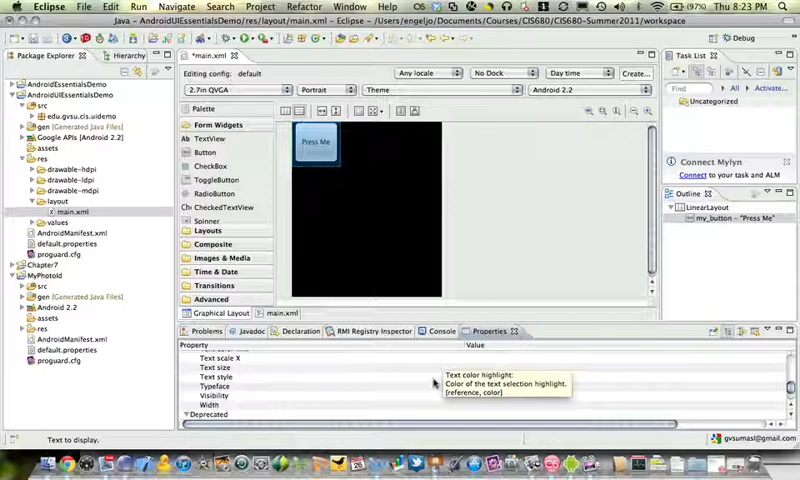 Eclipse File Edit Run Navigate Search Project Refactor Window Help (97%) Thu 8:23 PM
Java – AndroidUIEssentialsDemo/res/layout/main.xml – Eclipse – /Users/engeljo/Documents/Courses/CIS680/CIS680-Summer2011/workspace
Debug
Package Explorer Hierarchy
*main.xml
Task List
Editing config: default Any locale No Dock Day time Create...
2.7in QVGA Portrait Theme Android 2.2
Find All Activate...
Uncategorized
AndroidEssentialsDemo
AndroidUIEssentialsDemo
src
edu.gvsu.cis.uidemo
gen [Generated Java Files]
Google APIs [Android 2.2]
assets
res
drawable-hdpi
drawable-ldpi
drawable-mdpi
layout
main.xml
values
AndroidManifest.xml
default.properties
proguard.cfg
Chapter7
MyPhotoId
src
gen [Generated Java Files]
Android 2.2
assets
res
AndroidManifest.xml
default.properties
proguard.cfg
Palette
Form Widgets
TextView
Button
CheckBox
ToggleButton
RadioButton
CheckedTextView
Spinner
Layouts
Composite
Images & Media
Time & Date
Transitions
Advanced
Press Me
Graphical Layout main.xml
Connect Mylyn
Connect to your task and ALM
Outline
LinearLayout
my_button – "Press Me"
Problems Javadoc Declaration RMI Registry Inspector Console Properties
Property Value
Text scale X
Text size
Text style
Typeface
Visibility
Width
Deprecated
Text color highlight:
Color of the text selection highlight.
[reference, color]
Text to display.
gvsumasl@gmail.com